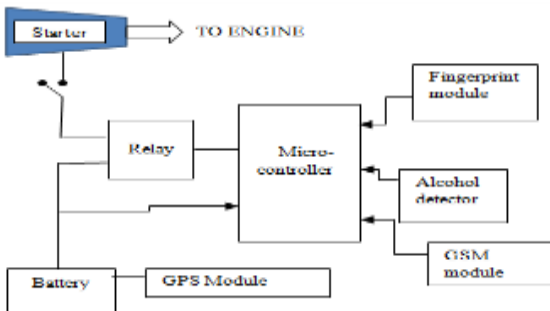 Starter
TO ENGINE
Fingerprint
module
Relay
Micro-
controller
Alcohol
detector
GSM
module
Battery
GPS Module